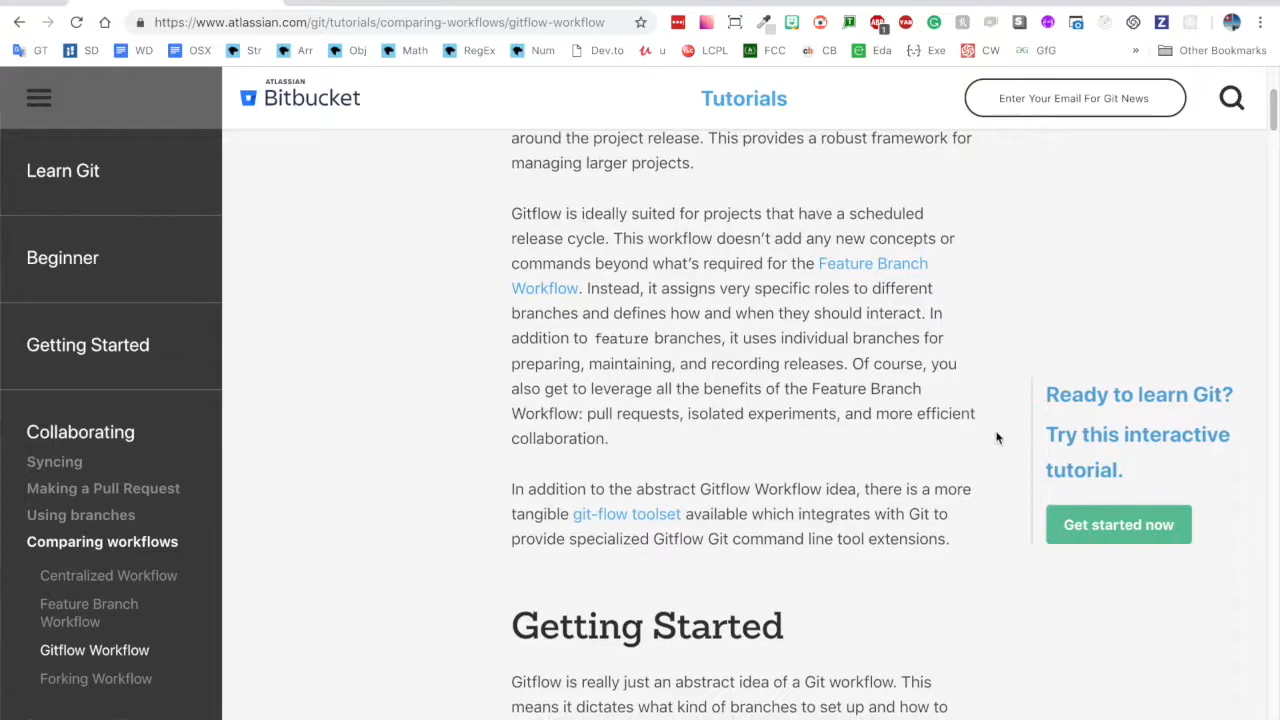 https://www.atlassian.com/git/tutorials/comparing-workflows/gitflow-workflow
GT SD WD OSX Str Arr Obj Math RegEx Num Dev.to u LCPL FCC CB Eda Exe CW GfG » Other Bookmarks
ATLASSIAN
Bitbucket
Tutorials
Enter Your Email For Git News
Learn Git
Beginner
Getting Started
Collaborating
Syncing
Making a Pull Request
Using branches
Comparing workflows
Centralized Workflow
Feature Branch
Workflow
Gitflow Workflow
Forking Workflow
around the project release. This provides a robust framework for
managing larger projects.
Gitflow is ideally suited for projects that have a scheduled
release cycle. This workflow doesn’t add any new concepts or
commands beyond what’s required for the Feature Branch
Workflow. Instead, it assigns very specific roles to different
branches and defines how and when they should interact. In
addition to feature branches, it uses individual branches for
preparing, maintaining, and recording releases. Of course, you
also get to leverage all the benefits of the Feature Branch
Workflow: pull requests, isolated experiments, and more efficient
collaboration.
In addition to the abstract Gitflow Workflow idea, there is a more
tangible git-flow toolset available which integrates with Git to
provide specialized Gitflow Git command line tool extensions.
Getting Started
Gitflow is really just an abstract idea of a Git workflow. This
means it dictates what kind of branches to set up and how to
Ready to learn Git?
Try this interactive
tutorial.
Get started now